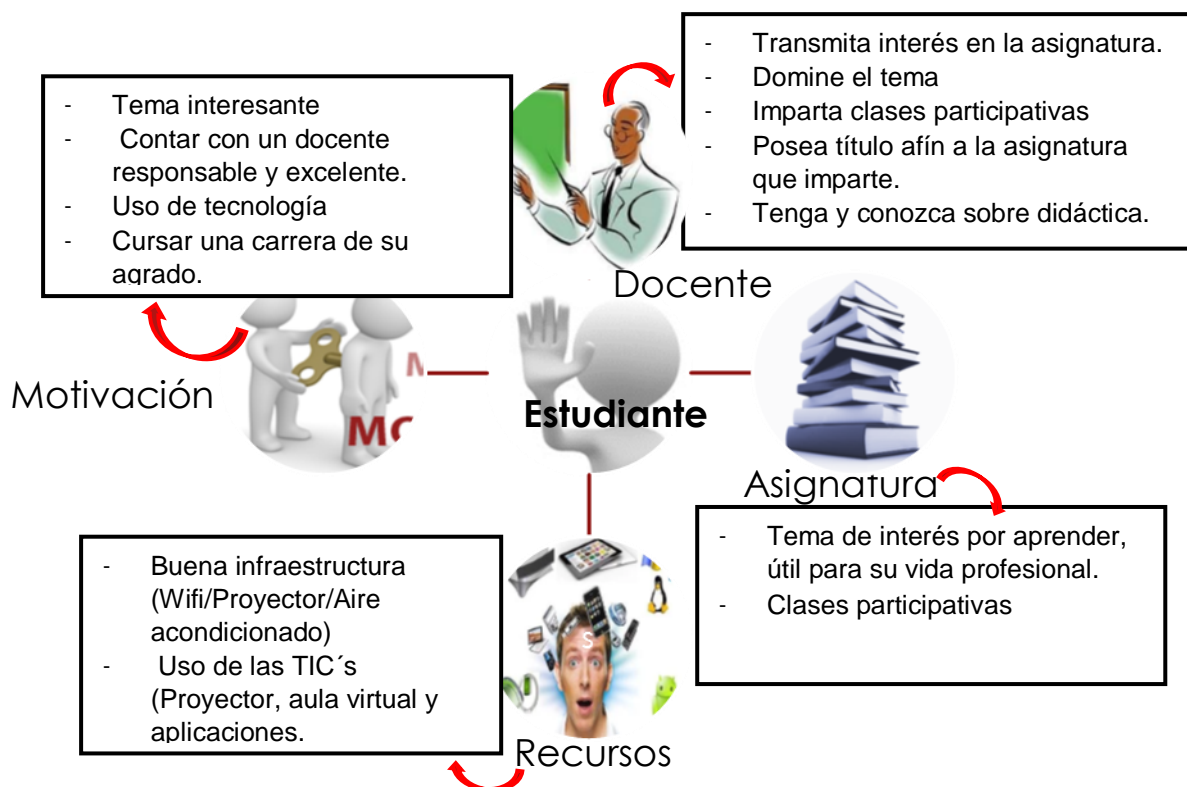 - Tema interesante
- Contar con un docente
responsable y excelente.
- Uso de tecnología
- Cursar una carrera de su
agrado.
- Transmita interés en la asignatura.
- Domine el tema
- Imparta clases participativas
- Posea título afín a la asignatura
que imparte.
- Tenga y conozca sobre didáctica.
Docente
Motivación
M
MO
Estudiante
Asignatura
- Buena infraestructura
(Wifi/Proyector/Aire
acondicionado)
- Uso de las TIC´s
(Proyector, aula virtual y
aplicaciones.
- Tema de interés por aprender,
útil para su vida profesional.
- Clases participativas
S
Recursos